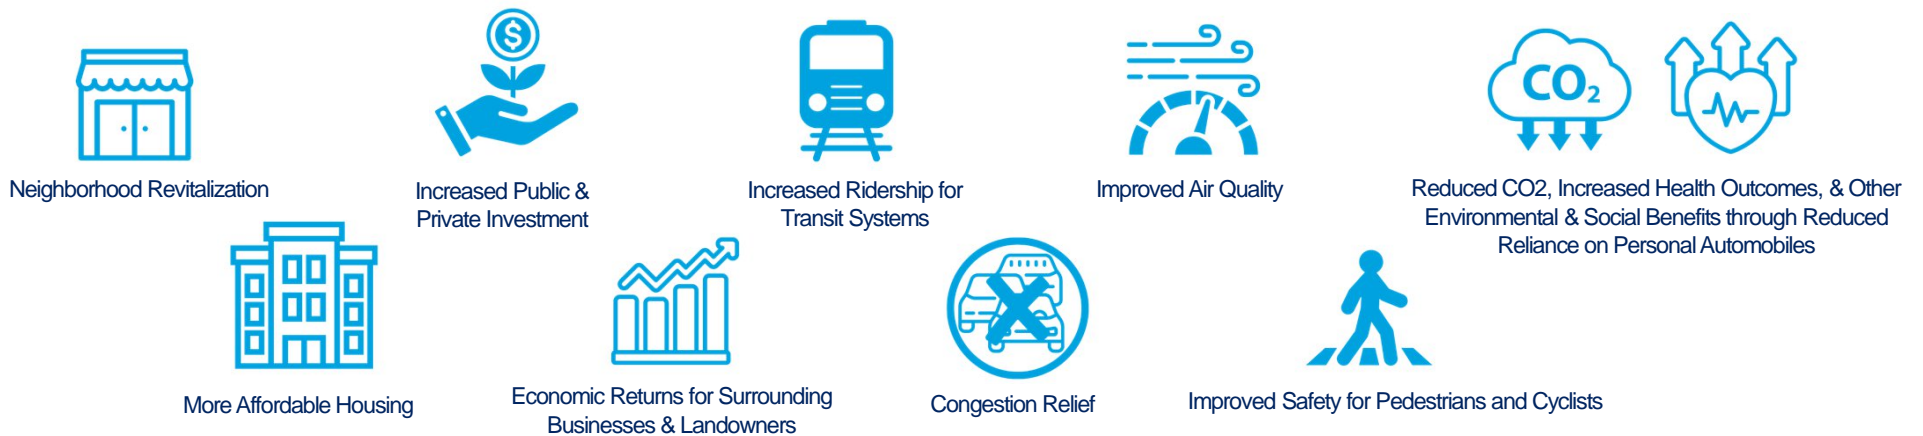 $
CO2
Neighborhood Revitalization
Increased Public &
Private Investment
Increased Ridership for
Transit Systems
Improved Air Quality
Reduced CO2, Increased Health Outcomes, & Other
Environmental & Social Benefits through Reduced
Reliance on Personal Automobiles
More Affordable Housing
Economic Returns for Surrounding
Businesses & Landowners
Congestion Relief
Improved Safety for Pedestrians and Cyclists